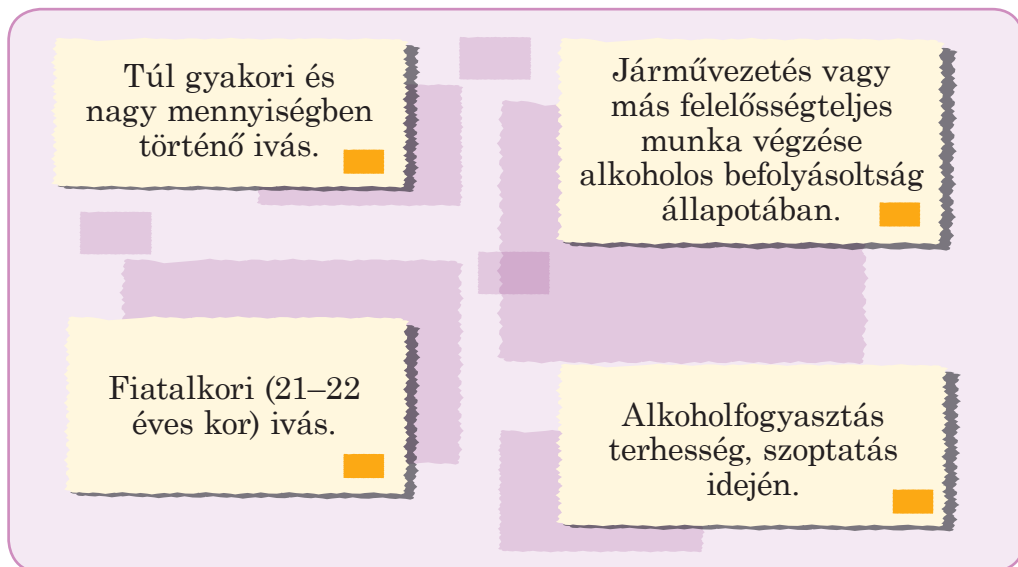 Túl gyakori és
nagy mennyiségben
történő ivás.
Járművezetés vagy
más felelősségteljes
munka végzése
alkoholos befolyásoltság
állapotában.
Fiatalkori (21–22
éves kor) ivás.
Alkoholfogyasztás
terhesség, szoptatás
idején.